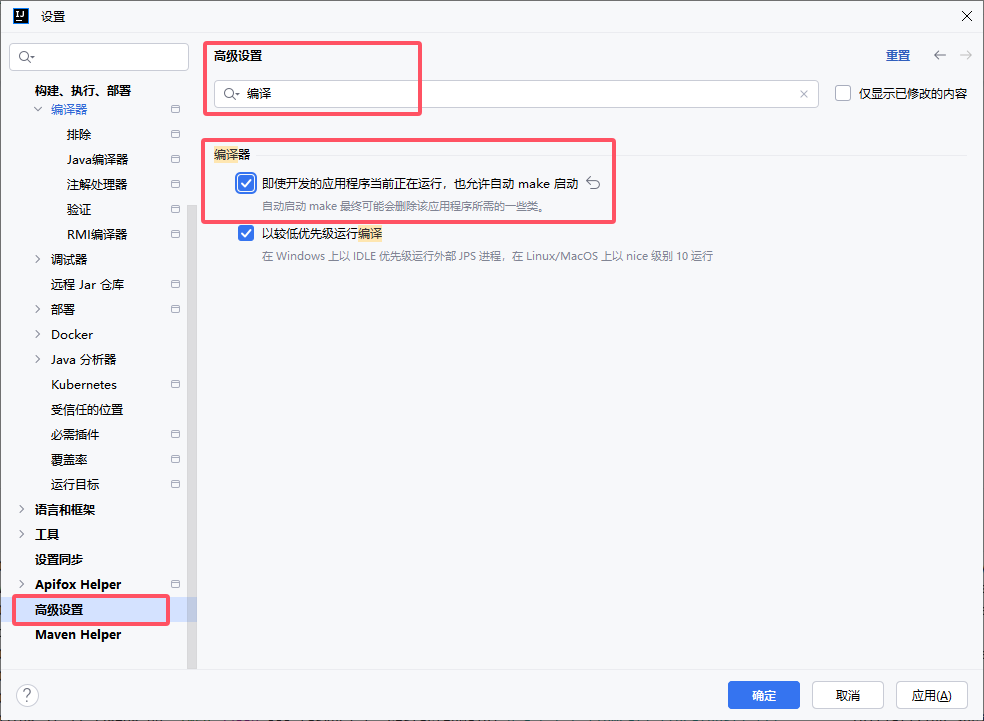 设置
构建、执行、部署
编译器
排除
Java编译器
注解处理器
验证
RMI编译器
调试器
远程 Jar 仓库
部署
Docker
Java 分析器
Kubernetes
受信任的位置
必需插件
覆盖率
运行目标
语言和框架
工具
设置同步
Apifox Helper
高级设置
Maven Helper
高级设置
重置
编译
仅显示已修改的内容
编译器
即使开发的应用程序当前正在运行，也允许自动 make 启动
自动启动 make 最终可能会删除该应用程序所需的一些类。
以较低优先级运行编译
在 Windows 上以 IDLE 优先级运行外部 JPS 进程，在 Linux/MacOS 上以 nice 级别 10 运行
?
确定
取消
应用(A)